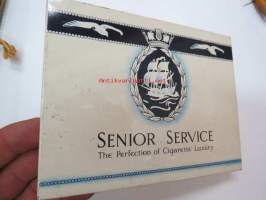 SENIOR SERVICE
The Perfection of Cigarette Luxury